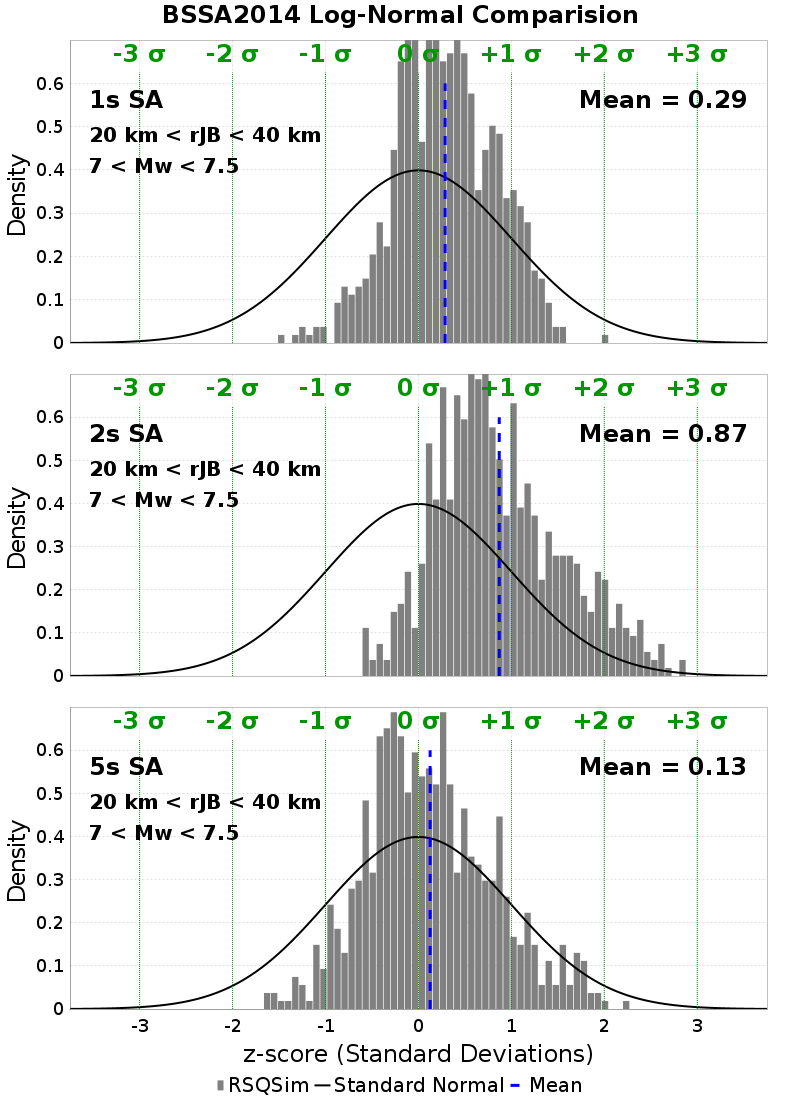 BSSA2014 Log-Normal Comparision
-3 σ -2 σ -1 σ 0 σ +1 σ +2 σ +3 σ
1s SA Mean = 0.29
20 km < rJB < 40 km
7 < Mw < 7.5
Density
0.6
0.5
0.4
0.3
0.2
0.1
0
-3 σ -2 σ -1 σ 0 σ +1 σ +2 σ +3 σ
2s SA Mean = 0.87
20 km < rJB < 40 km
7 < Mw < 7.5
Density
0.6
0.5
0.4
0.3
0.2
0.1
0
-3 σ -2 σ -1 σ 0 σ +1 σ +2 σ +3 σ
5s SA Mean = 0.13
20 km < rJB < 40 km
7 < Mw < 7.5
Density
0.6
0.5
0.4
0.3
0.2
0.1
0
-3 -2 -1 0 1 2 3
z-score (Standard Deviations)
RSQSim Standard Normal Mean